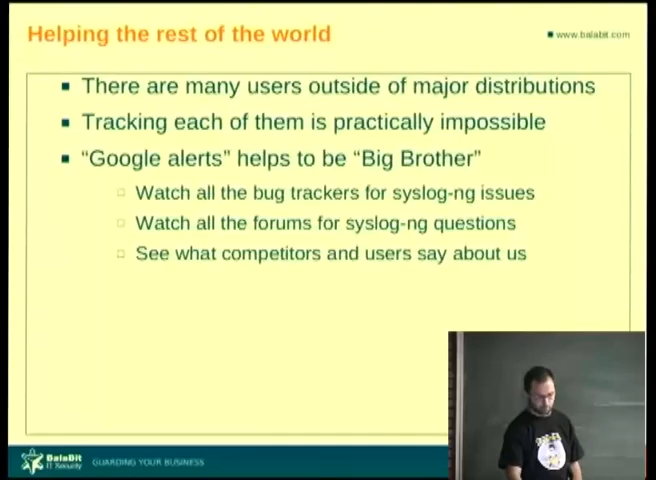 Helping the rest of the world
www.balabit.com
There are many users outside of major distributions
Tracking each of them is practically impossible
“Google alerts” helps to be “Big Brother”
Watch all the bug trackers for syslog-ng issues
Watch all the forums for syslog-ng questions
See what competitors and users say about us
BalaBit
IT Security
GUARDING YOUR BUSINESS